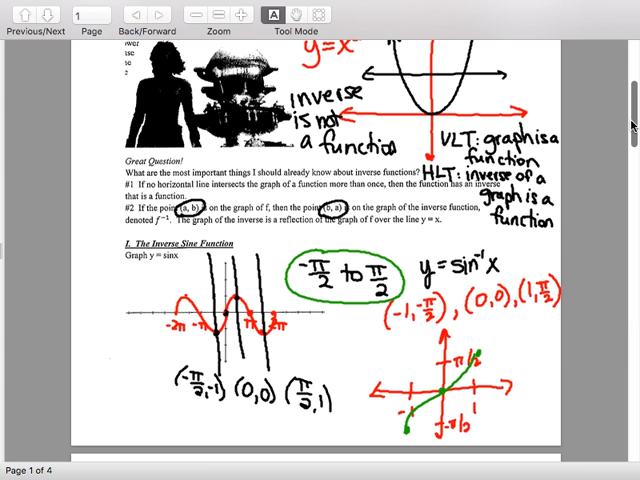 1
Previous/Next
Page
Back/Forward
Zoom
Tool Mode
A
ower
se
se
e
y=x
inverse
is not
a function
VLT: graph is a
function
HLT: inverse of a
graph is a
function
Great Question!
What are the most important things I should already know about inverse functions?
#1 If no horizontal line intersects the graph of a function more than once, then the function has an inverse
that is a function.
#2 If the point (a, b) is on the graph of f, then the point (b, a) is on the graph of the inverse function,
denoted f⁻¹. The graph of the inverse is a reflection of the graph of f over the line y = x.
I. The Inverse Sine Function
Graph y = sinx
-π/2 to π/2
y = sin⁻¹x
(-1, -π/2), (0,0), (1, π/2)
-2π -π π 2π
(-π/2, -1) (0,0) (π/2, 1)
π/2
-1 1
-π/2
Page 1 of 4